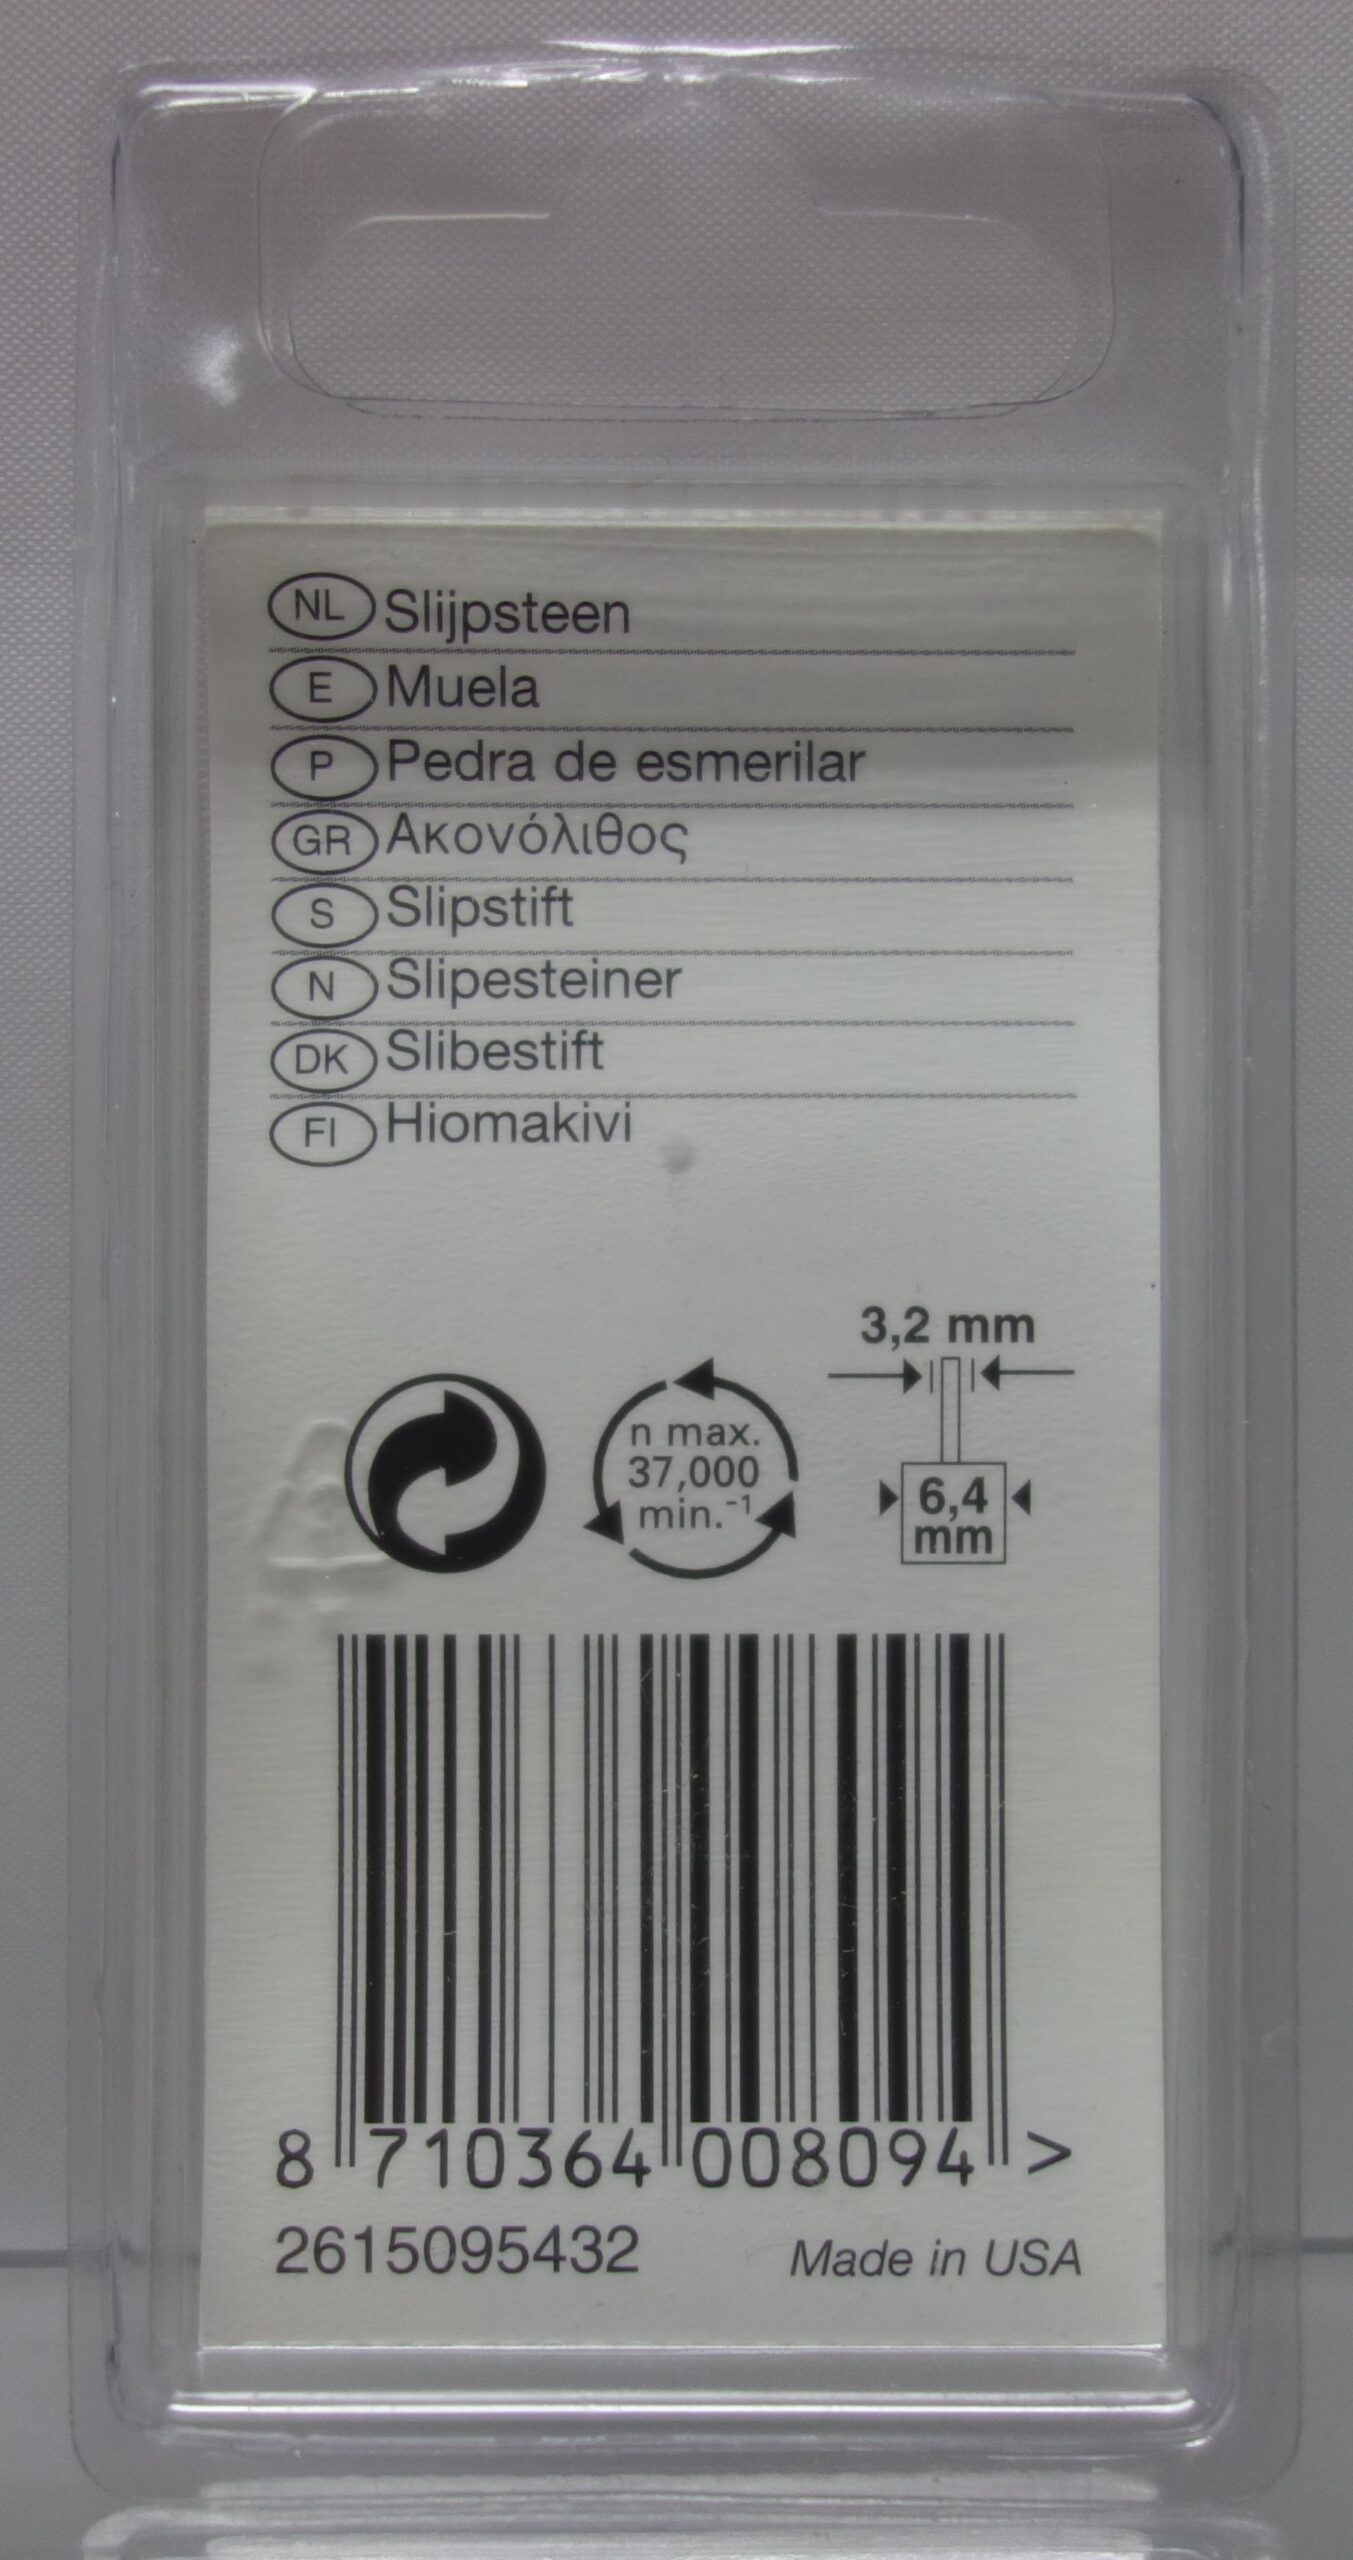 NL Slijpsteen
E Muela
P Pedra de esmerilar
GR Ακονόλιθος
S Slipstift
N Slipesteiner
DK Slibestift
FI Hiomakivi
3,2 mm
n max.
37,000
min.⁻¹
6,4
mm
8 710364 008094 >
2615095432 Made in USA